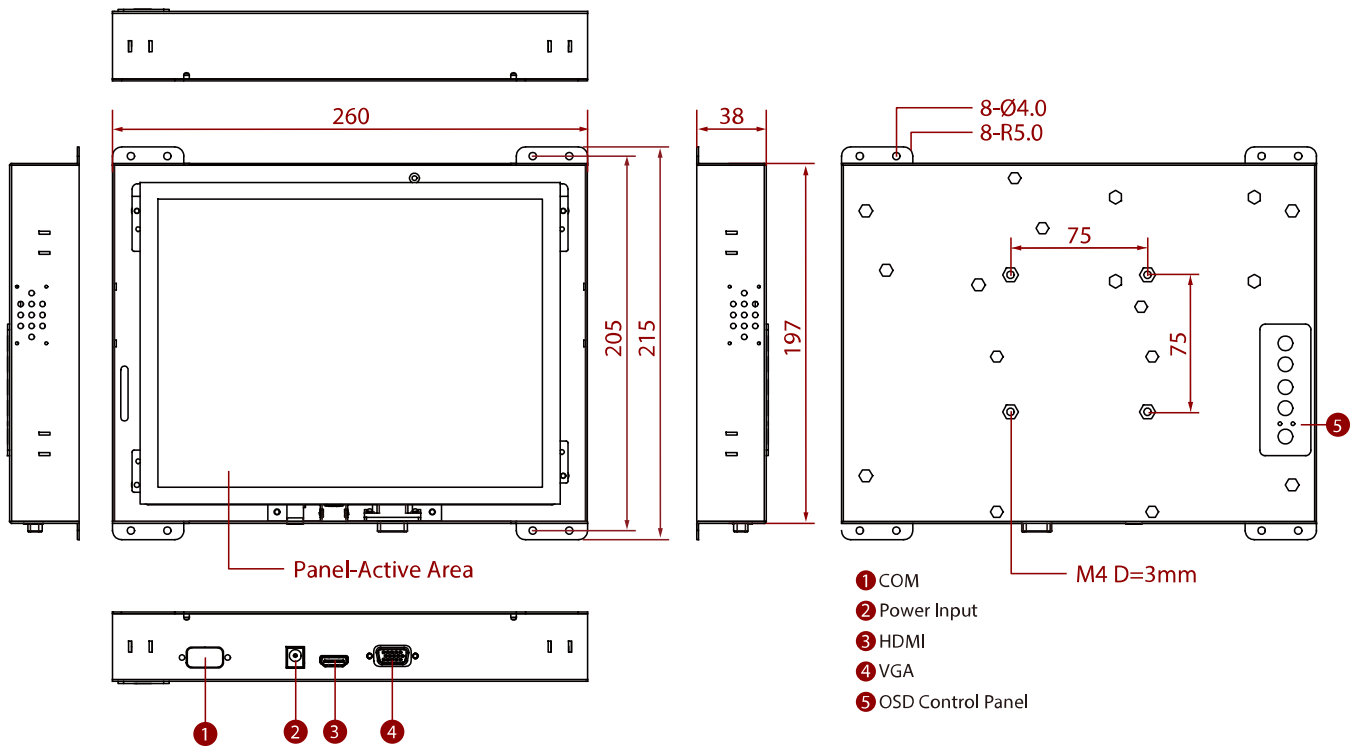 260
38
8-Ø4.0
8-R5.0
205
215
197
75
75
5
Panel-Active Area
M4 D=3mm
1 COM
2 Power Input
3 HDMI
4 VGA
5 OSD Control Panel
1
2
3
4